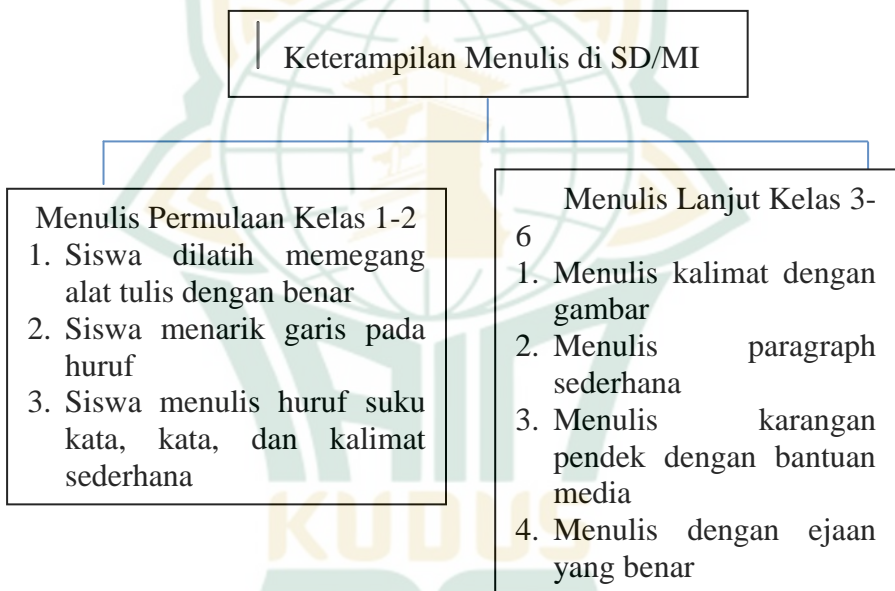 Keterampilan Menulis di SD/MI
Menulis Permulaan Kelas 1-2
1. Siswa dilatih memegang
alat tulis dengan benar
2. Siswa menarik garis pada
huruf
3. Siswa menulis huruf suku
kata, kata, dan kalimat
sederhana
Menulis Lanjut Kelas 3-
6
1. Menulis kalimat dengan
gambar
2. Menulis paragraph
sederhana
3. Menulis karangan
pendek dengan bantuan
media
4. Menulis dengan ejaan
yang benar
KUDUS